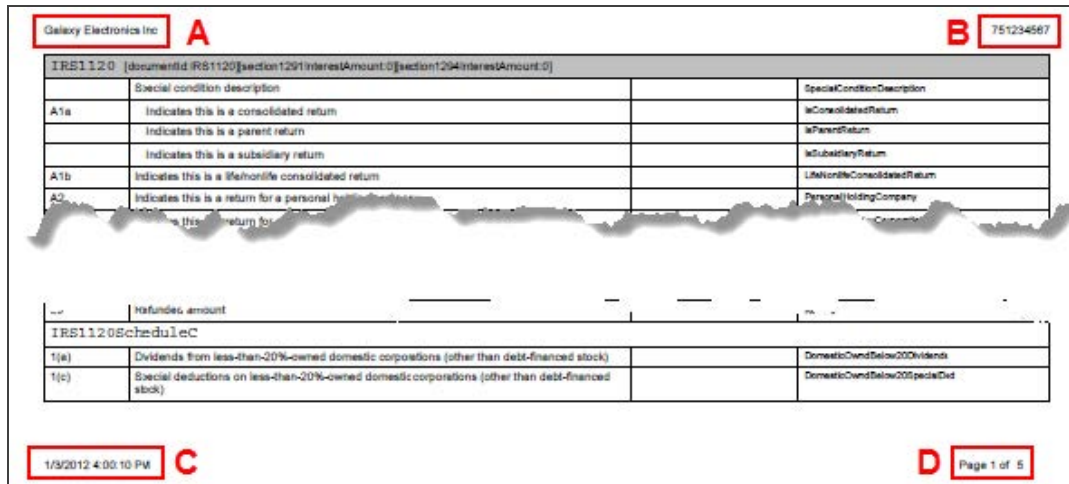 Galaxy Electronics Inc A B 751234567
IRS1120 [documentId:IRS1120][section1291InterestAmount:0][section1294InterestAmount:0]
Special condition description SpecialConditionDescription
A1a Indicates this is a consolidated return IsConsolidatedReturn
Indicates this is a parent return IsParentReturn
Indicates this is a subsidiary return IsSubsidiaryReturn
A1b Indicates this is a life/nonlife consolidated return LifeNonlifeConsolidatedReturn
A2 Indicates this is a return for a personal PersonalHoldingCompany
this return for
Refunded amount
IRS1120ScheduleC
1(a) Dividends from less-than-20%-owned domestic corporations (other than debt-financed stock) DomesticOwndBelow20Dividends
1(c) Special deductions on less-than-20%-owned domestic corporations (other than debt-financed DomesticOwndBelow20SpecialDed
stock)
1/3/2012 4:00:10 PM C D Page 1 of 5